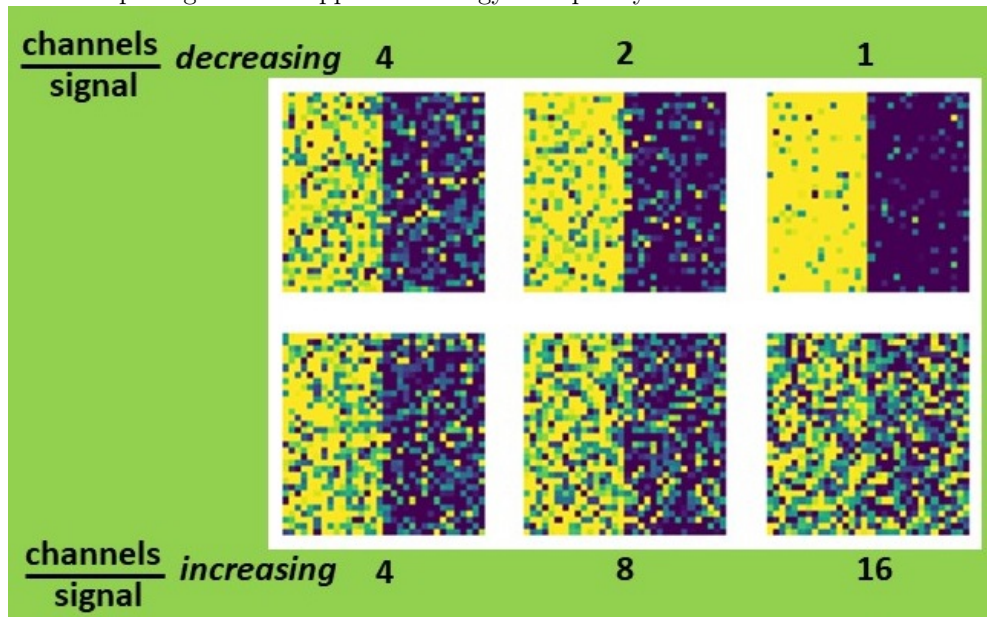 channels
signal
decreasing 4 2 1
channels
signal
increasing 4 8 16